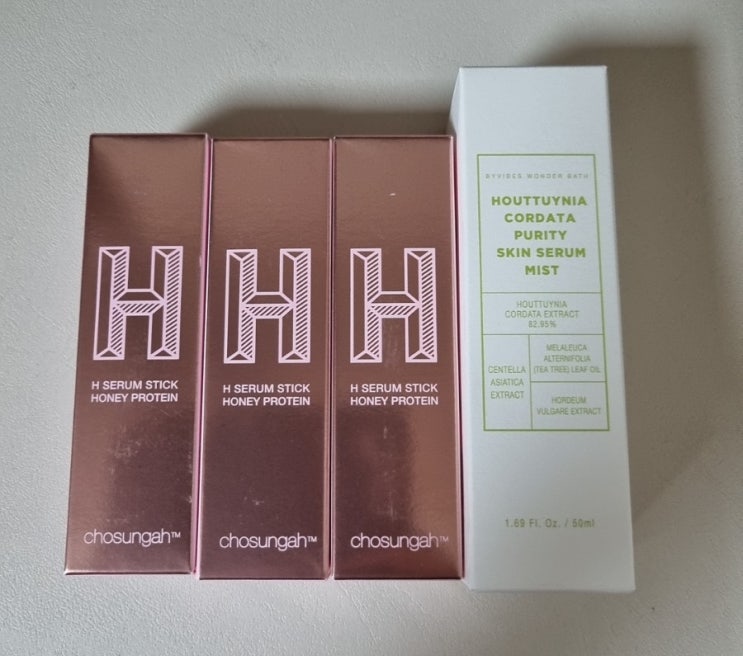 H
H SERUM STICK
HONEY PROTEIN
chosungah™
H
H SERUM STICK
HONEY PROTEIN
chosungah™
H
H SERUM STICK
HONEY PROTEIN
chosungah™
BYVIBES WONDER BATH
HOUTTUYNIA
CORDATA
PURITY
SKIN SERUM
MIST
HOUTTUYNIA
CORDATA EXTRACT
82.95%
CENTELLA
ASIATICA
EXTRACT
MELALEUCA
ALTERNIFOLIA
(TEA TREE) LEAF OIL
HORDEUM
VULGARE EXTRACT
1.69 Fl. Oz. / 50ml